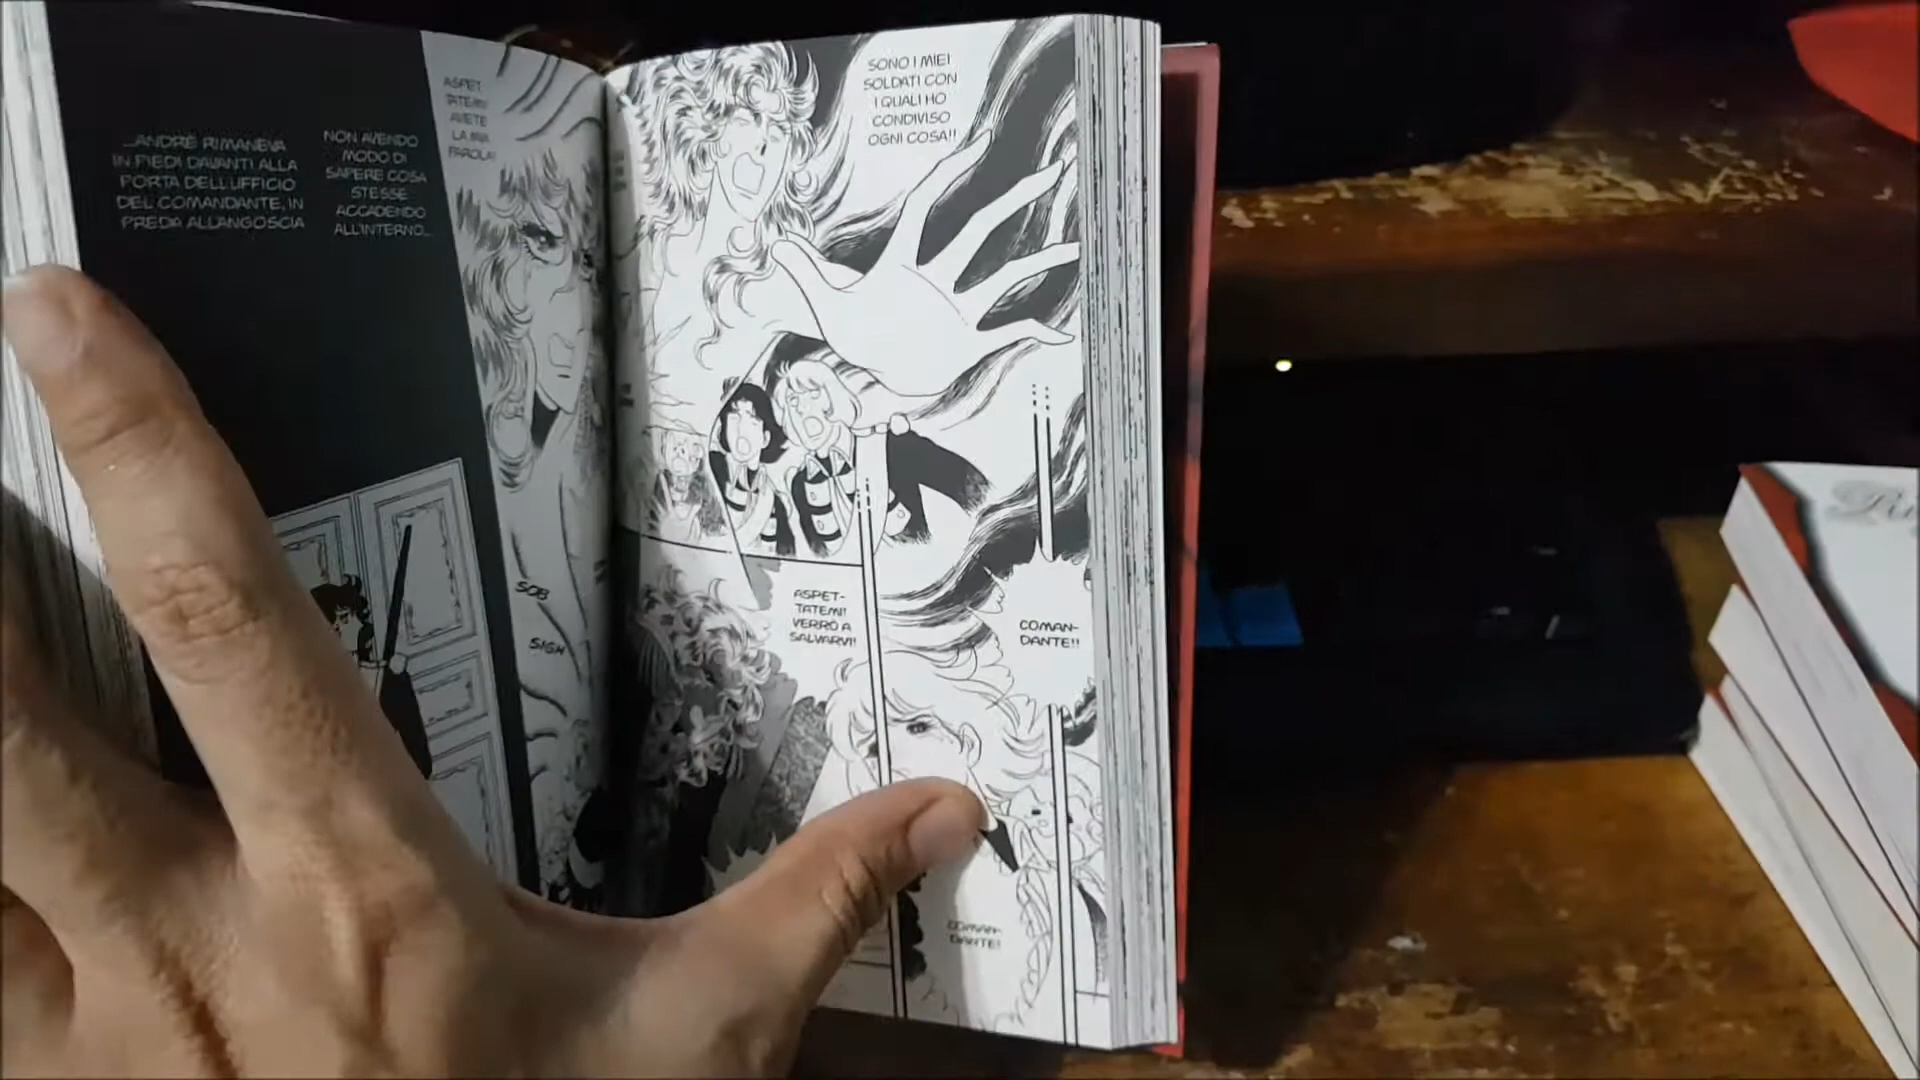 ...ANDRÉ RIMANEVA
IN PIEDI DAVANTI ALLA
PORTA DELL'UFFICIO
DEL COMANDANTE, IN
PREDA ALL'ANGOSCIA
NON AVENDO
MODO DI
SAPERE COSA
STESSE
ACCADENDO
ALL'INTERNO...
ASPET-
TATEMI!
AVETE
LA MIA
PAROLA!
SOB
SIGH
SONO I MIEI
SOLDATI CON
I QUALI HO
CONDIVISO
OGNI COSA!!
ASPET-
TATEMI!
VERRÒ A
SALVARVI!
COMAN-
DANTE!!
COMAN-
DANTE!